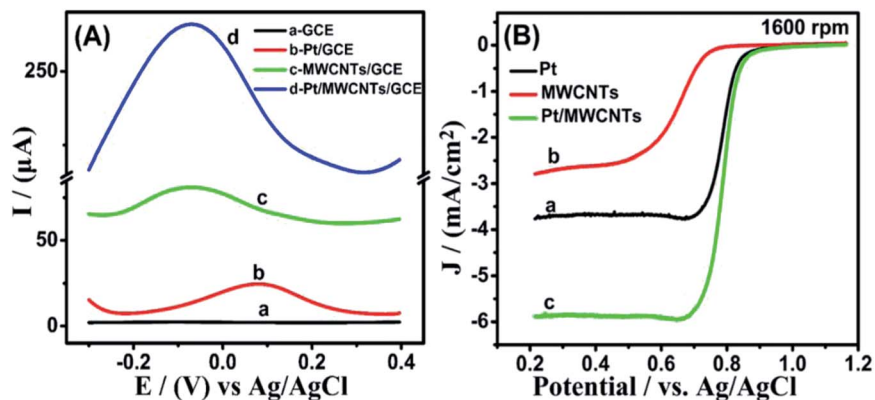 (A)
d
a-GCE
b-Pt/GCE
c-MWCNTs/GCE
d-Pt/MWCNTs/GCE
250
c
50
b
a
0
I / (µA)
-0.2 0.0 0.2 0.4
E / (V) vs Ag/AgCl
(B)
1600 rpm
Pt
MWCNTs
Pt/MWCNTs
b
a
c
0
-1
-2
-3
-4
-5
-6
J / (mA/cm²)
0.2 0.4 0.6 0.8 1.0 1.2
Potential / vs. Ag/AgCl